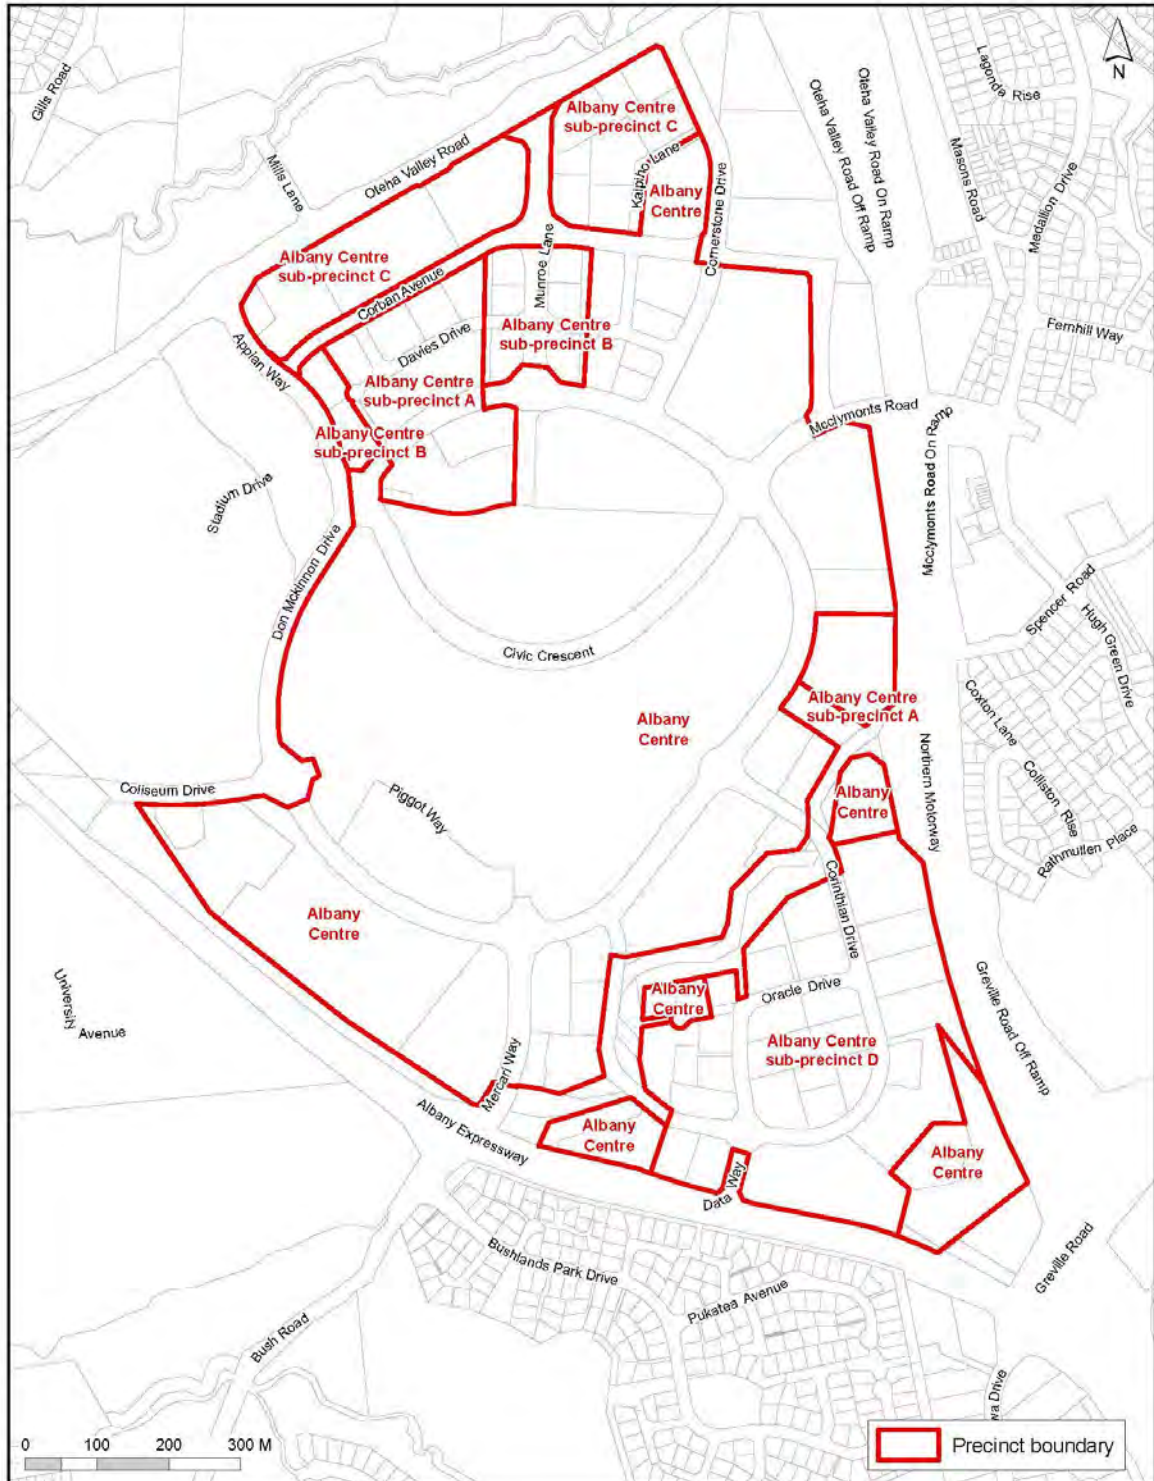 Gills Road
Mills Lane
Oteha Valley Road
Albany Centre
sub-precinct C
Kaipiho Lane
Albany
Centre
Cornerstone Drive
Oteha Valley Road Off Ramp
Oteha Valley Road On Ramp
Masons Road
Lagonda Rise
Medallion Drive
Fernhill Way
N
Albany Centre
sub-precinct C
Corban Avenue
Munroe Lane
Davies Drive
Albany Centre
sub-precinct B
Appian Way
Albany Centre
sub-precinct A
Albany Centre
sub-precinct B
Mcclymonts Road
Mcclymonts Road On Ramp
Stadium Drive
Don Mckinnon Drive
Civic Crescent
Spencer Road
Hugh Green Drive
Coxton Lane
Colliston Rise
Rathmullen Place
Albany Centre
sub-precinct A
Albany
Centre
Northern Motorway
Coliseum Drive
Piggot Way
Albany
Centre
Corinthian Drive
Albany
Centre
University
Avenue
Albany
Centre
Oracle Drive
Albany Centre
sub-precinct D
Greville Road Off Ramp
Mercari Way
Albany Expressway
Albany
Centre
Albany
Centre
Data Way
Greville Road
Bushlands Park Drive
Pukatea Avenue
Bush Road
Drive
0 100 200 300 M
Precinct boundary